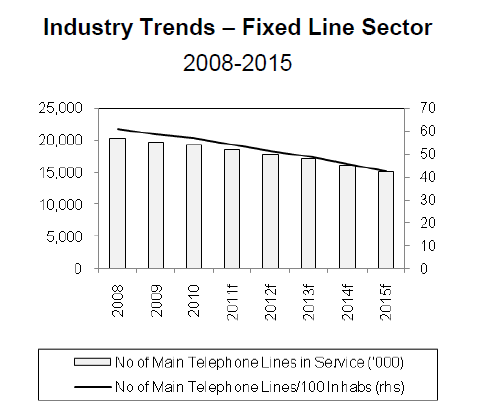 Industry Trends – Fixed Line Sector
2008-2015
25,000
20,000
15,000
10,000
5,000
0
70
60
50
40
30
20
10
0
2008
2009
2010
2011f
2012f
2013f
2014f
2015f
No of Main Telephone Lines in Service ('000)
No of Main Telephone Lines/100 Inhabs (rhs)